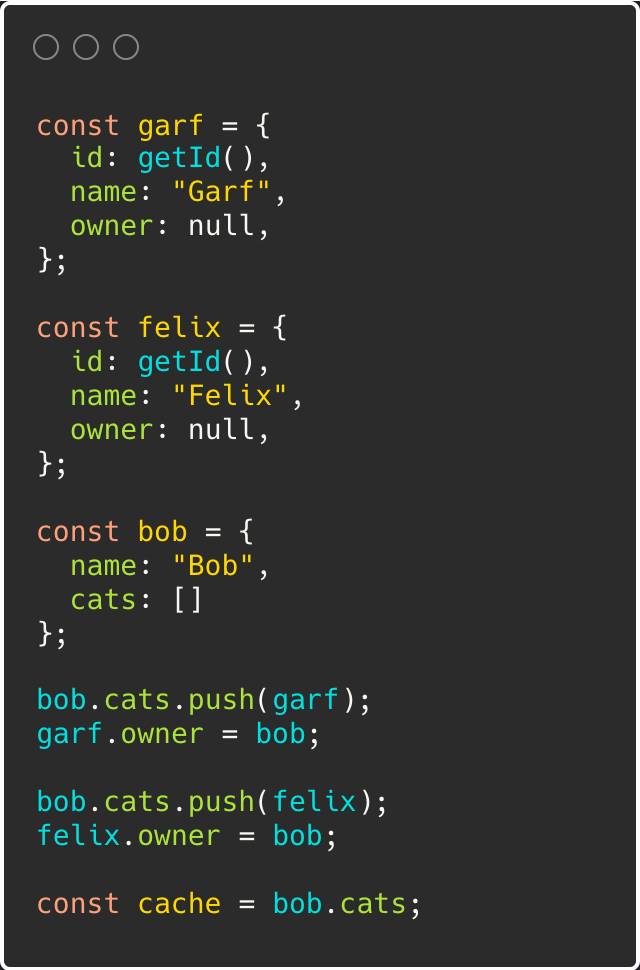 const garf = {
  id: getId(),
  name: "Garf",
  owner: null,
};
const felix = {
  id: getId(),
  name: "Felix",
  owner: null,
};
const bob = {
  name: "Bob",
  cats: []
};
bob.cats.push(garf);
garf.owner = bob;
bob.cats.push(felix);
felix.owner = bob;
const cache = bob.cats;